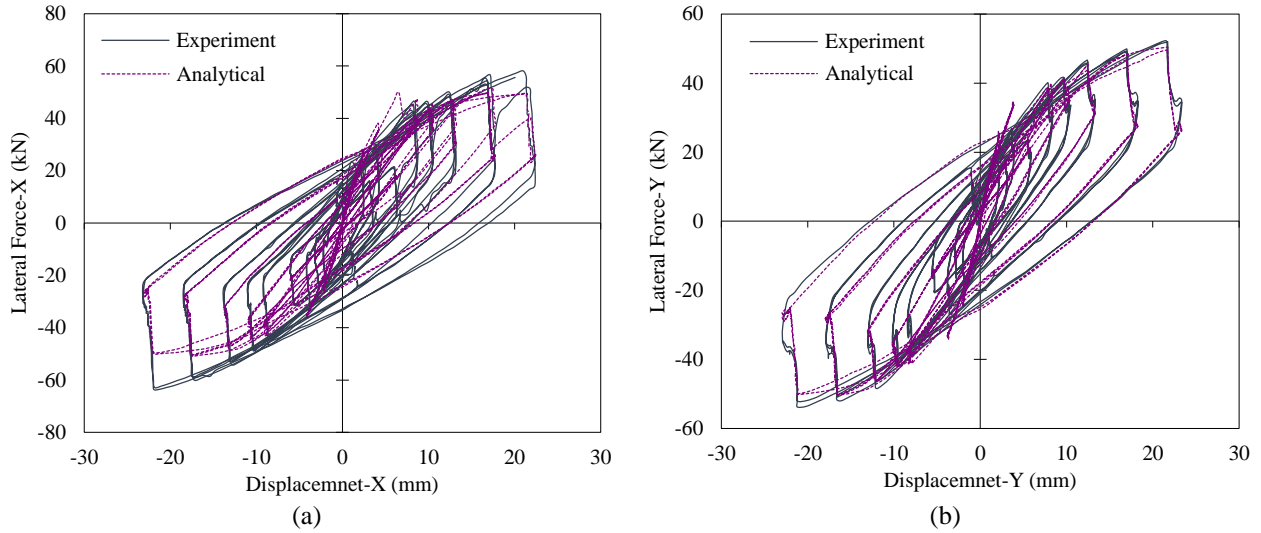 80
60
40
20
0
-20
-40
-60
-80
-30 -20 -10 0 10 20 30
Lateral Force-X (kN)
Displacemnet-X (mm)
Experiment
Analytical
(a)
60
40
20
0
-20
-40
-60
-30 -20 -10 0 10 20 30
Lateral Force-Y (kN)
Displacemnet-Y (mm)
Experiment
Analytical
(b)